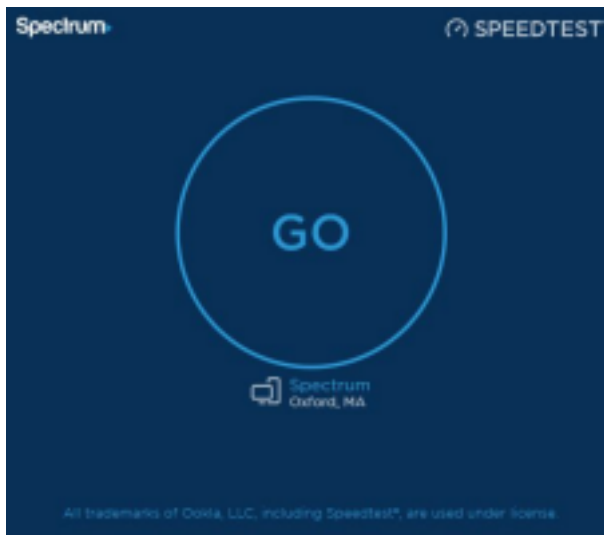 Spectrum
SPEEDTEST
GO
Spectrum
Oxford, MA
All trademarks of Ookla, LLC, including Speedtest®, are used under license.